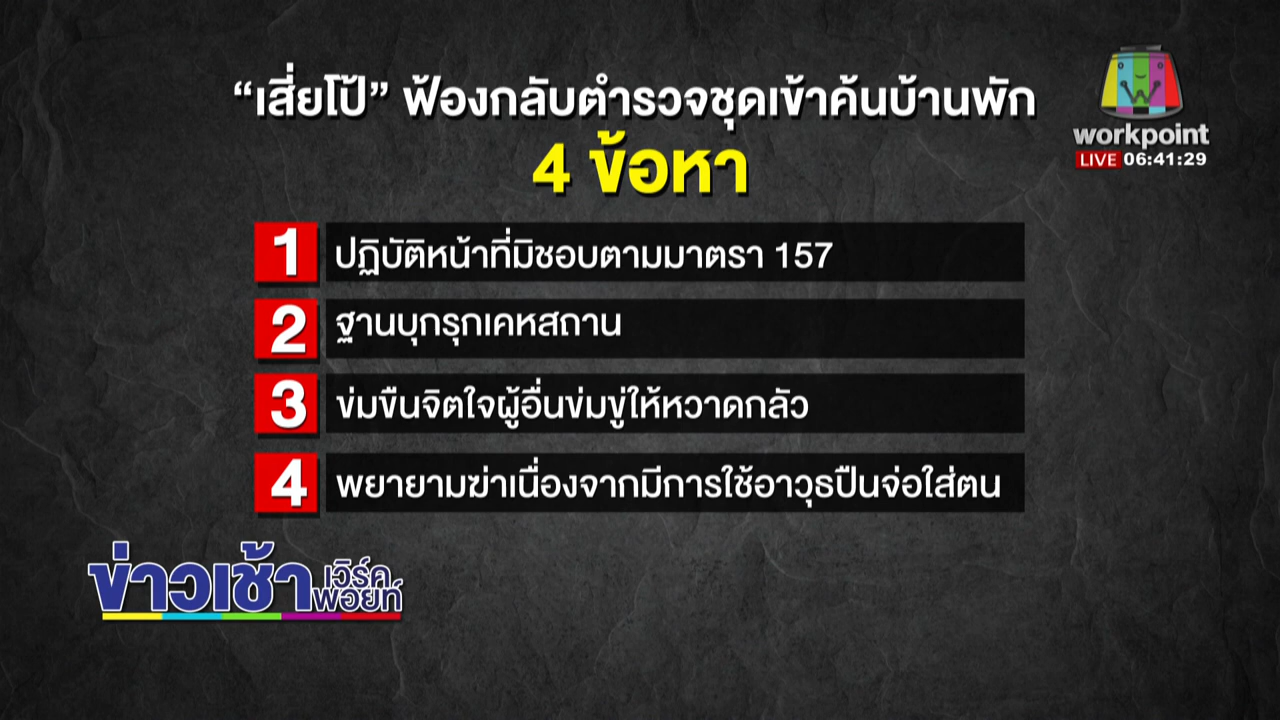 “เสี่ยโป้” ฟ้องกลับตำรวจชุดเข้าค้นบ้านพัก
4 ข้อหา
workpoint
LIVE 06:41:29
1 ปฏิบัติหน้าที่มิชอบตามมาตรา 157
2 ฐานบุกรุกเคหสถาน
3 ข่มขืนจิตใจผู้อื่นข่มขู่ให้หวาดกลัว
4 พยายามฆ่าเนื่องจากมีการใช้อาวุธปืนจ่อใส่ตน
ข่าวเช้า เวิร์ค
พอยท์